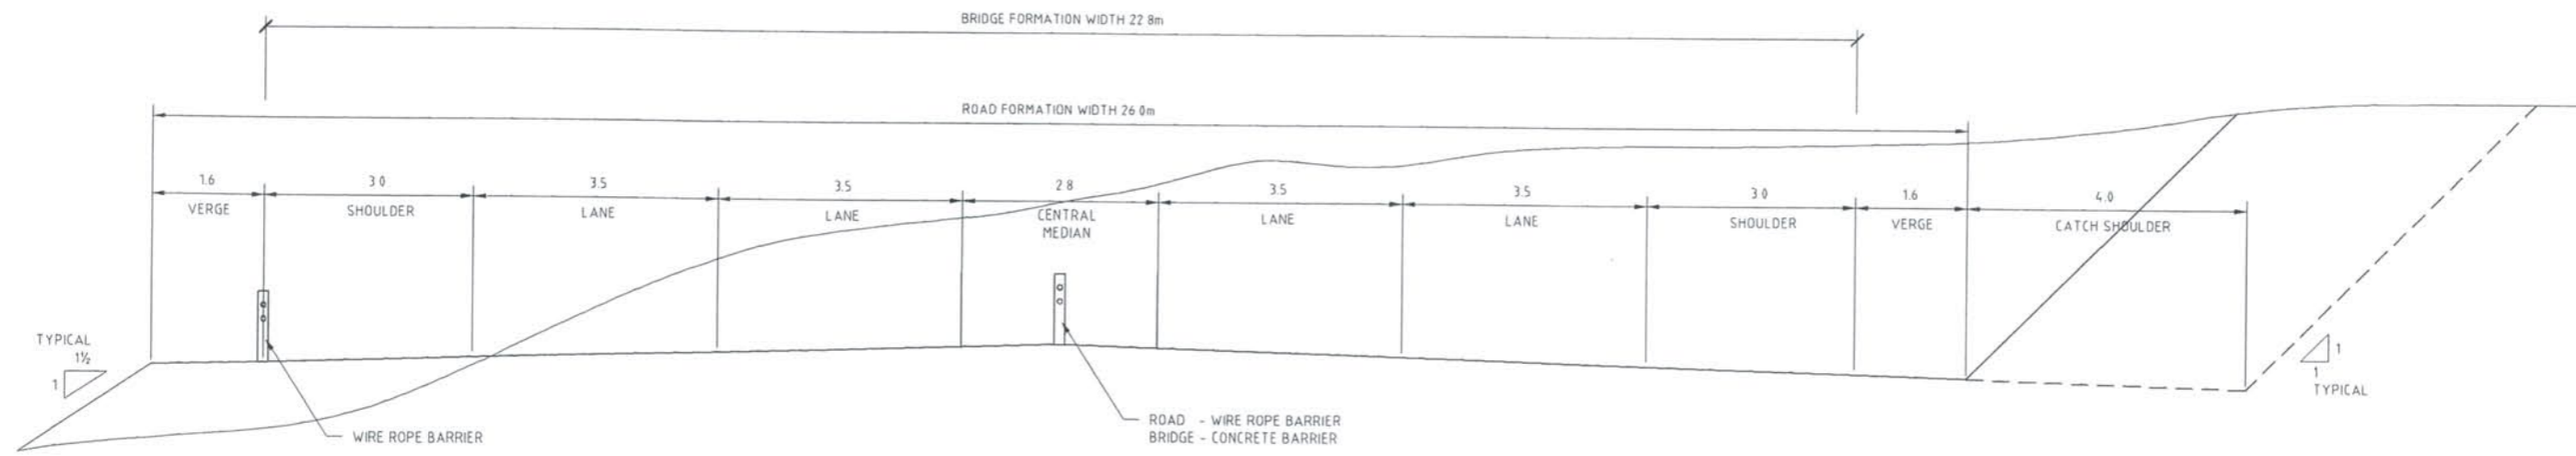 BRIDGE FORMATION WIDTH 22 8m
ROAD FORMATION WIDTH 26 0m
1.6
VERGE
3 0
SHOULDER
3.5
LANE
3.5
LANE
2 8
CENTRAL
MEDIAN
3.5
LANE
3.5
LANE
3 0
SHOULDER
1.6
VERGE
4.0
CATCH SHOULDER
TYPICAL
1½
1
1
1
TYPICAL
WIRE ROPE BARRIER
ROAD - WIRE ROPE BARRIER
BRIDGE - CONCRETE BARRIER